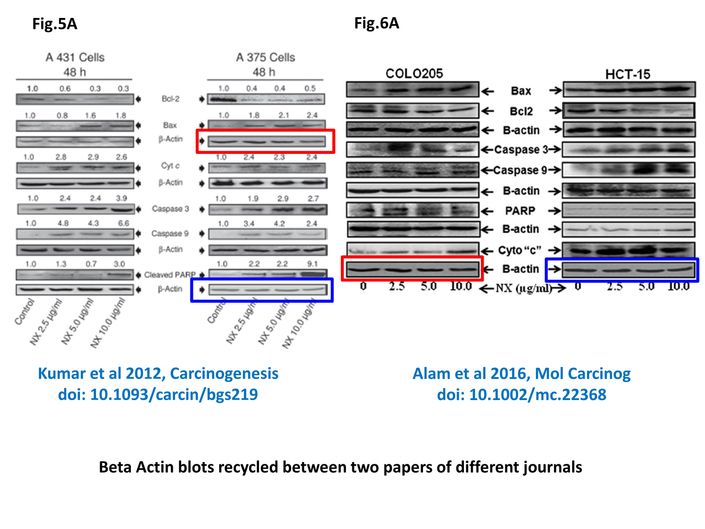 Fig.5A
Fig.6A
A 431 Cells
48 h
A 375 Cells
48 h
COLO205
HCT-15
1.0 0.6 0.3 0.3
Bcl-2
1.0 0.4 0.4 0.5
1.0 0.8 1.6 1.8
Bax
1.0 1.8 2.1 2.4
β-Actin
1.0 2.8 2.9 2.6
Cyt c
1.0 2.4 2.3 2.4
β-Actin
1.0 2.4 2.4 3.9
Caspase 3
1.0 1.9 2.9 2.7
1.0 4.8 4.3 6.6
Caspase 9
1.0 3.4 4.2 2.4
β-Actin
1.0 1.3 0.7 3.0
Cleaved PARP
1.0 2.2 2.2 9.1
β-Actin
Control
NX 2.5 µg/ml
NX 5.0 µg/ml
NX 10.0 µg/ml
Control
NX 2.5 µg/ml
NX 5.0 µg/ml
NX 10.0 µg/ml
Bax
Bcl2
B-actin
Caspase 3
Caspase 9
B-actin
PARP
B-actin
Cyto "c"
B-actin
0 2.5 5.0 10.0 NX (µg/ml) 0 2.5 5.0 10.0
Kumar et al 2012, Carcinogenesis
doi: 10.1093/carcin/bgs219
Alam et al 2016, Mol Carcinog
doi: 10.1002/mc.22368
Beta Actin blots recycled between two papers of different journals